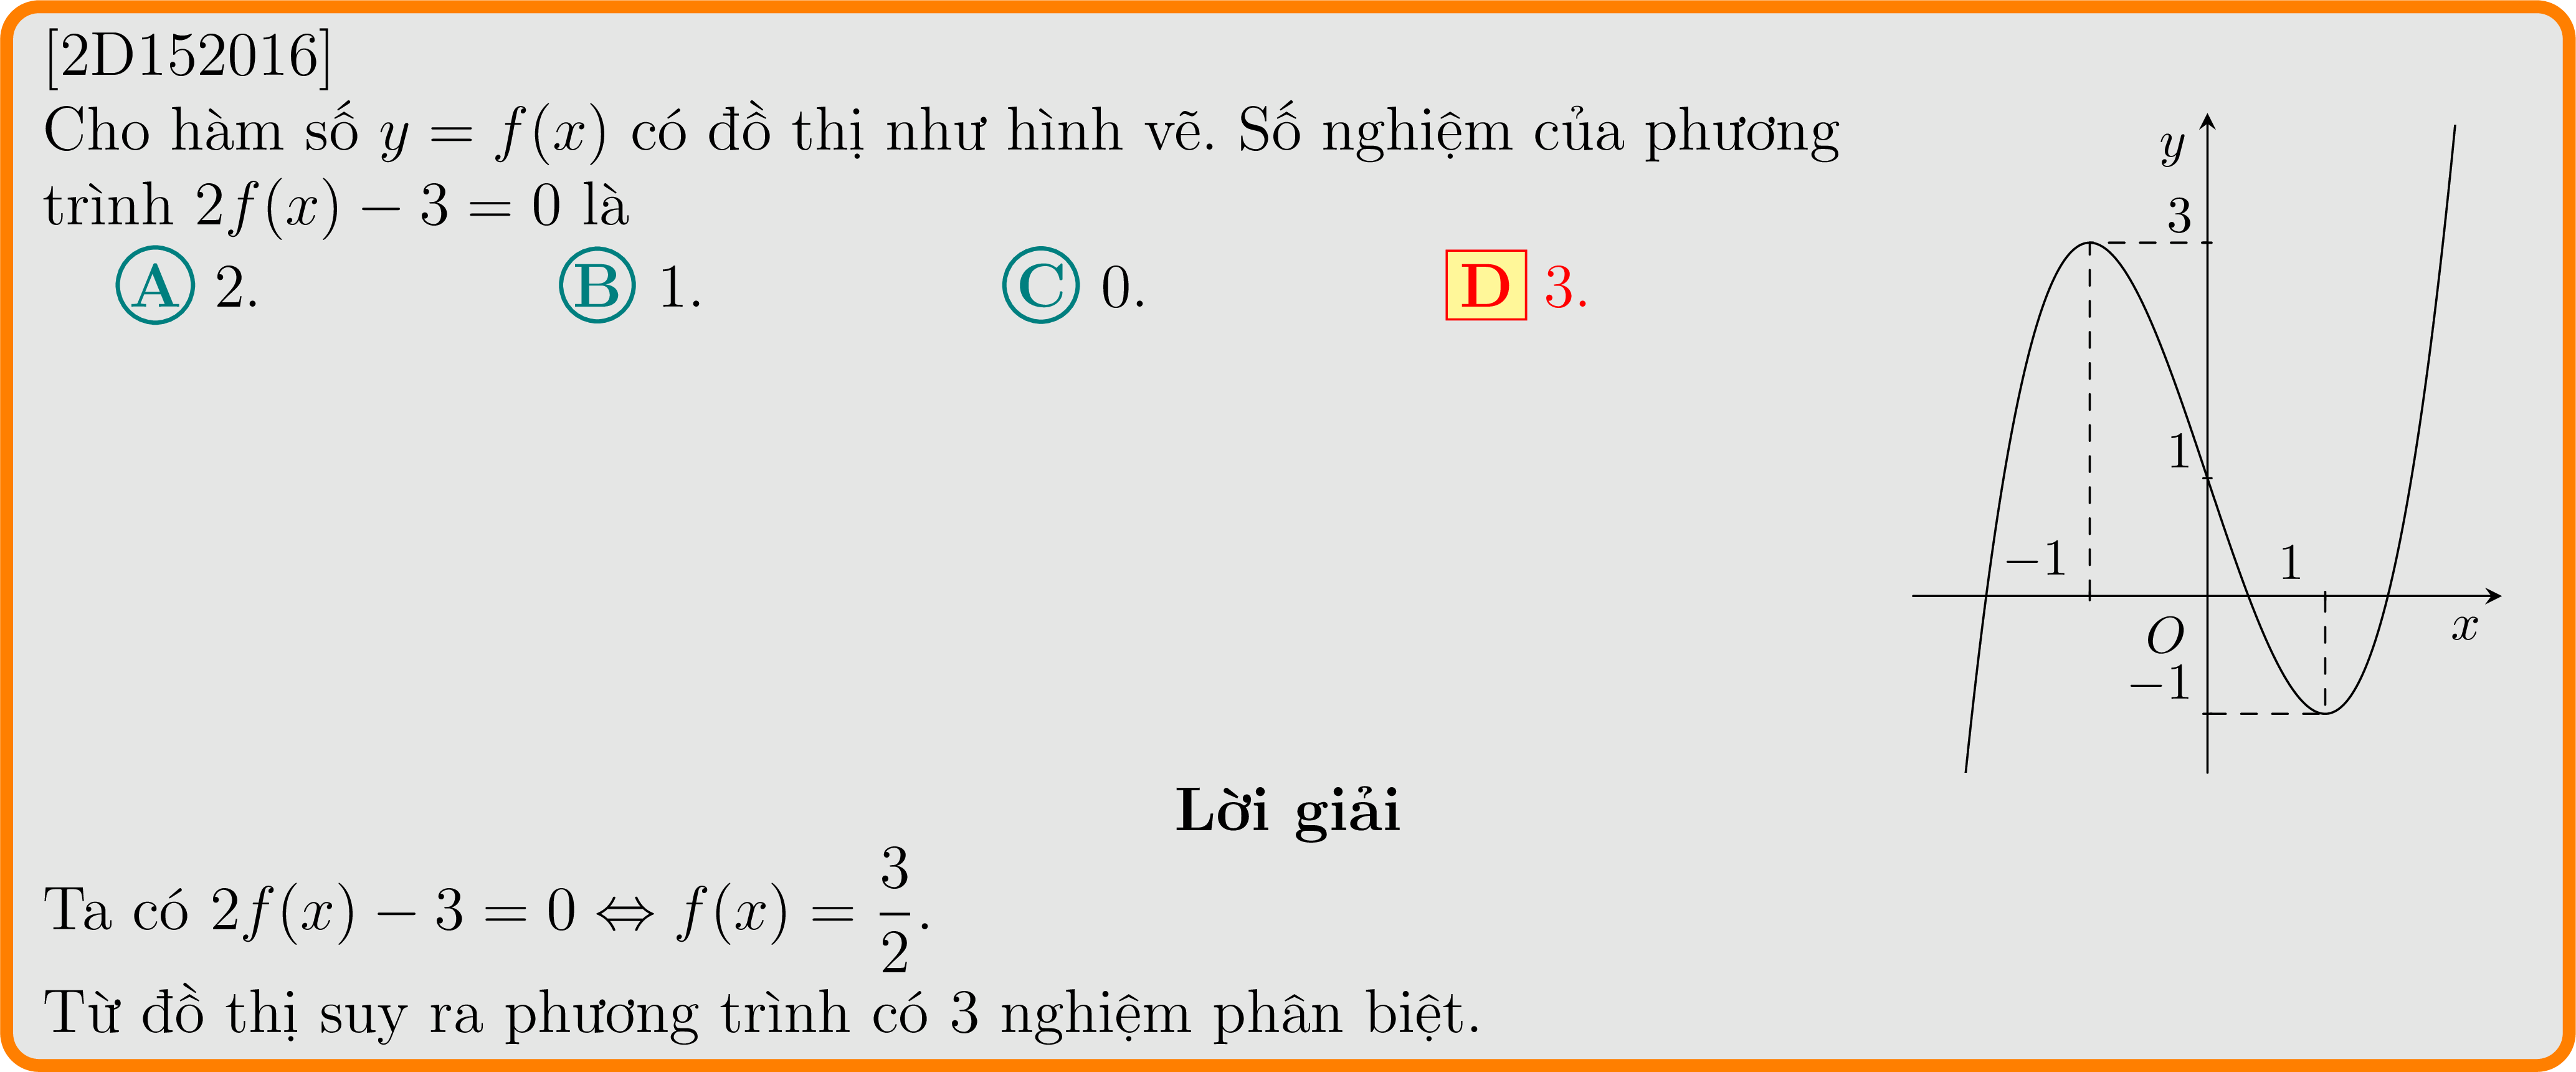 [2D152016]
Cho hàm số y = f(x) có đồ thị như hình vẽ. Số nghiệm của phương
trình 2f(x) − 3 = 0 là
A 2. B 1. C 0. D 3.
y
3
1
−1 1
O x
−1
Lời giải
Ta có 2f(x) − 3 = 0 ⇔ f(x) = 3/2.
Từ đồ thị suy ra phương trình có 3 nghiệm phân biệt.